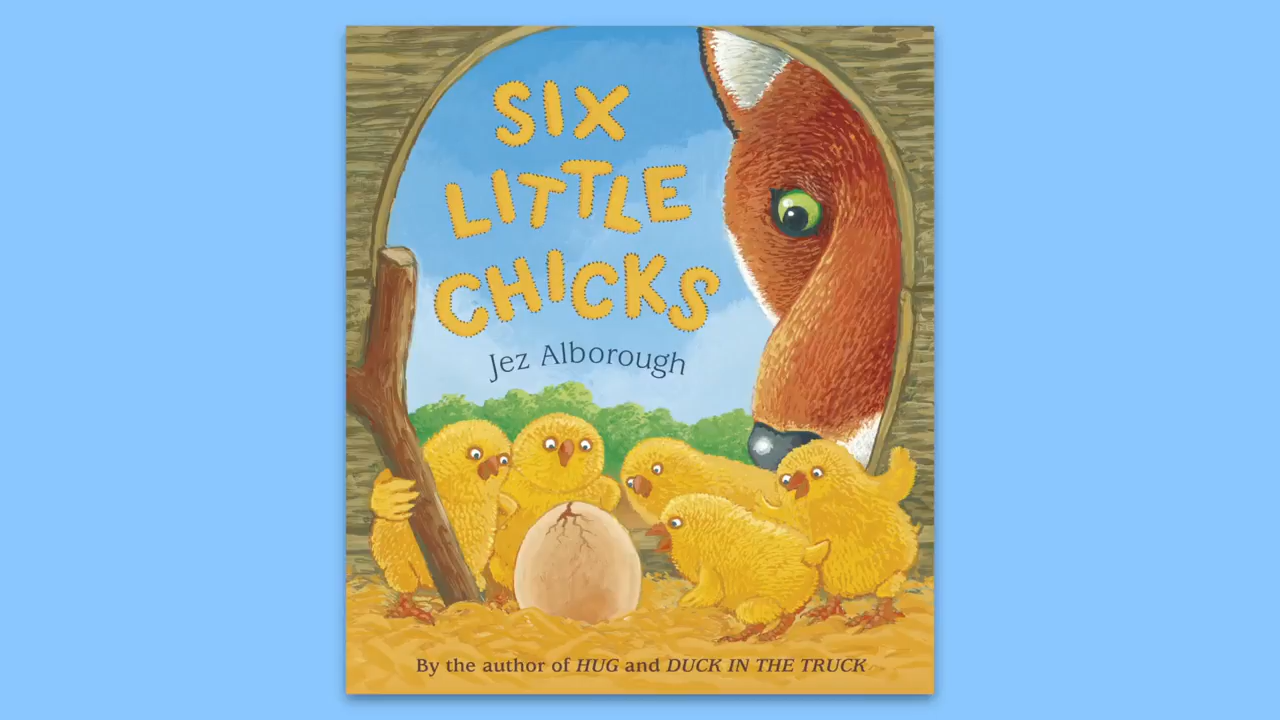 SIX
LITTLE
CHICKS
Jez Alborough
By the author of HUG and DUCK IN THE TRUCK